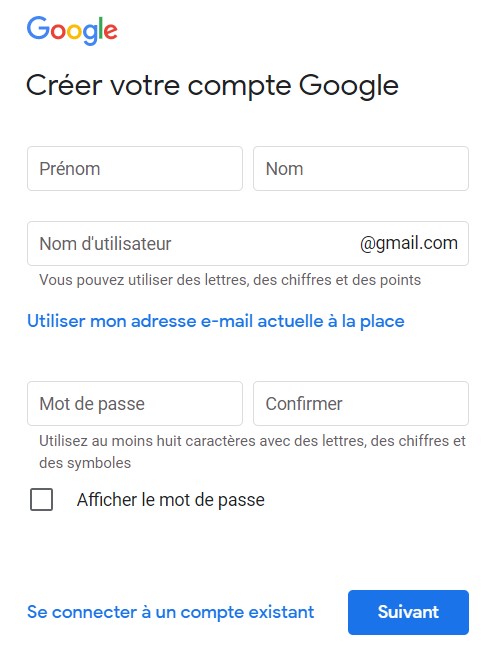 Google
Créer votre compte Google
Prénom
Nom
Nom d'utilisateur
@gmail.com
Vous pouvez utiliser des lettres, des chiffres et des points
Utiliser mon adresse e-mail actuelle à la place
Mot de passe
Confirmer
Utilisez au moins huit caractères avec des lettres, des chiffres et
des symboles
Afficher le mot de passe
Se connecter à un compte existant
Suivant